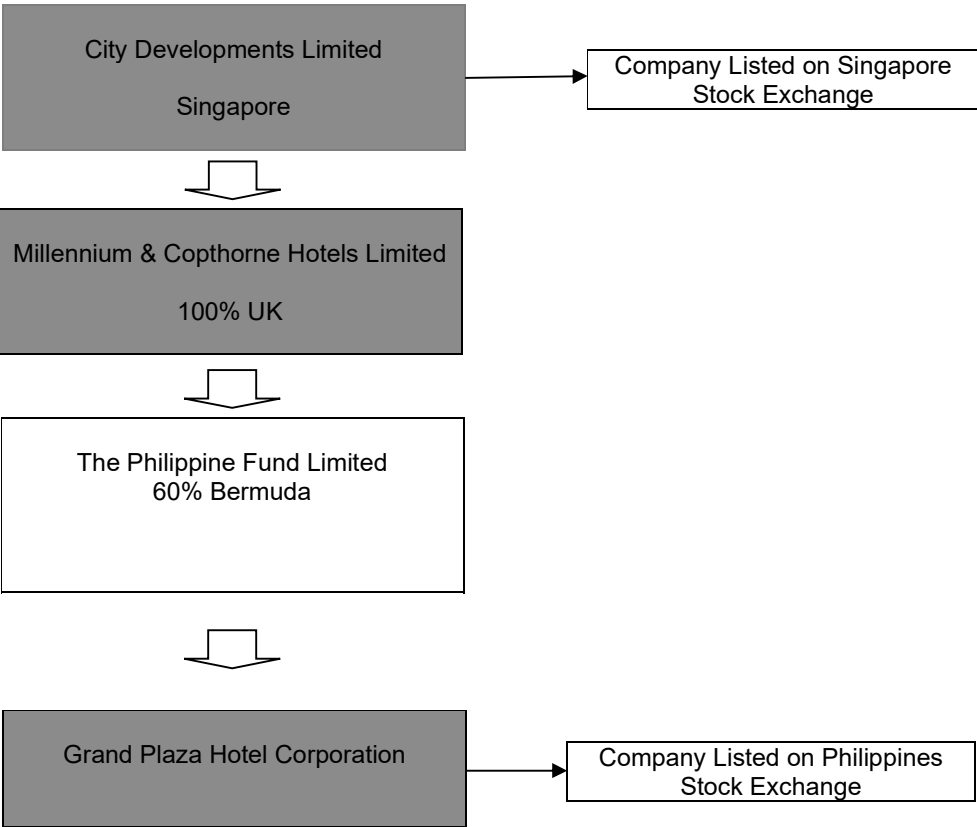 City Developments Limited
Singapore
Company Listed on Singapore
Stock Exchange
Millennium & Copthorne Hotels Limited
100% UK
The Philippine Fund Limited
60% Bermuda
Grand Plaza Hotel Corporation
Company Listed on Philippines
Stock Exchange